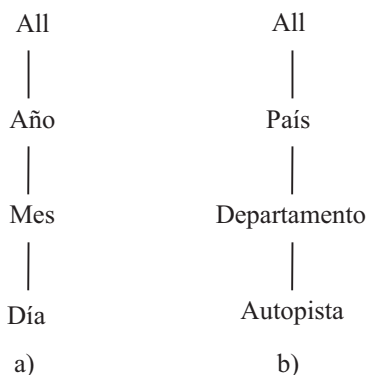 All
Año
Mes
Día
a)
All
País
Departamento
Autopista
b)